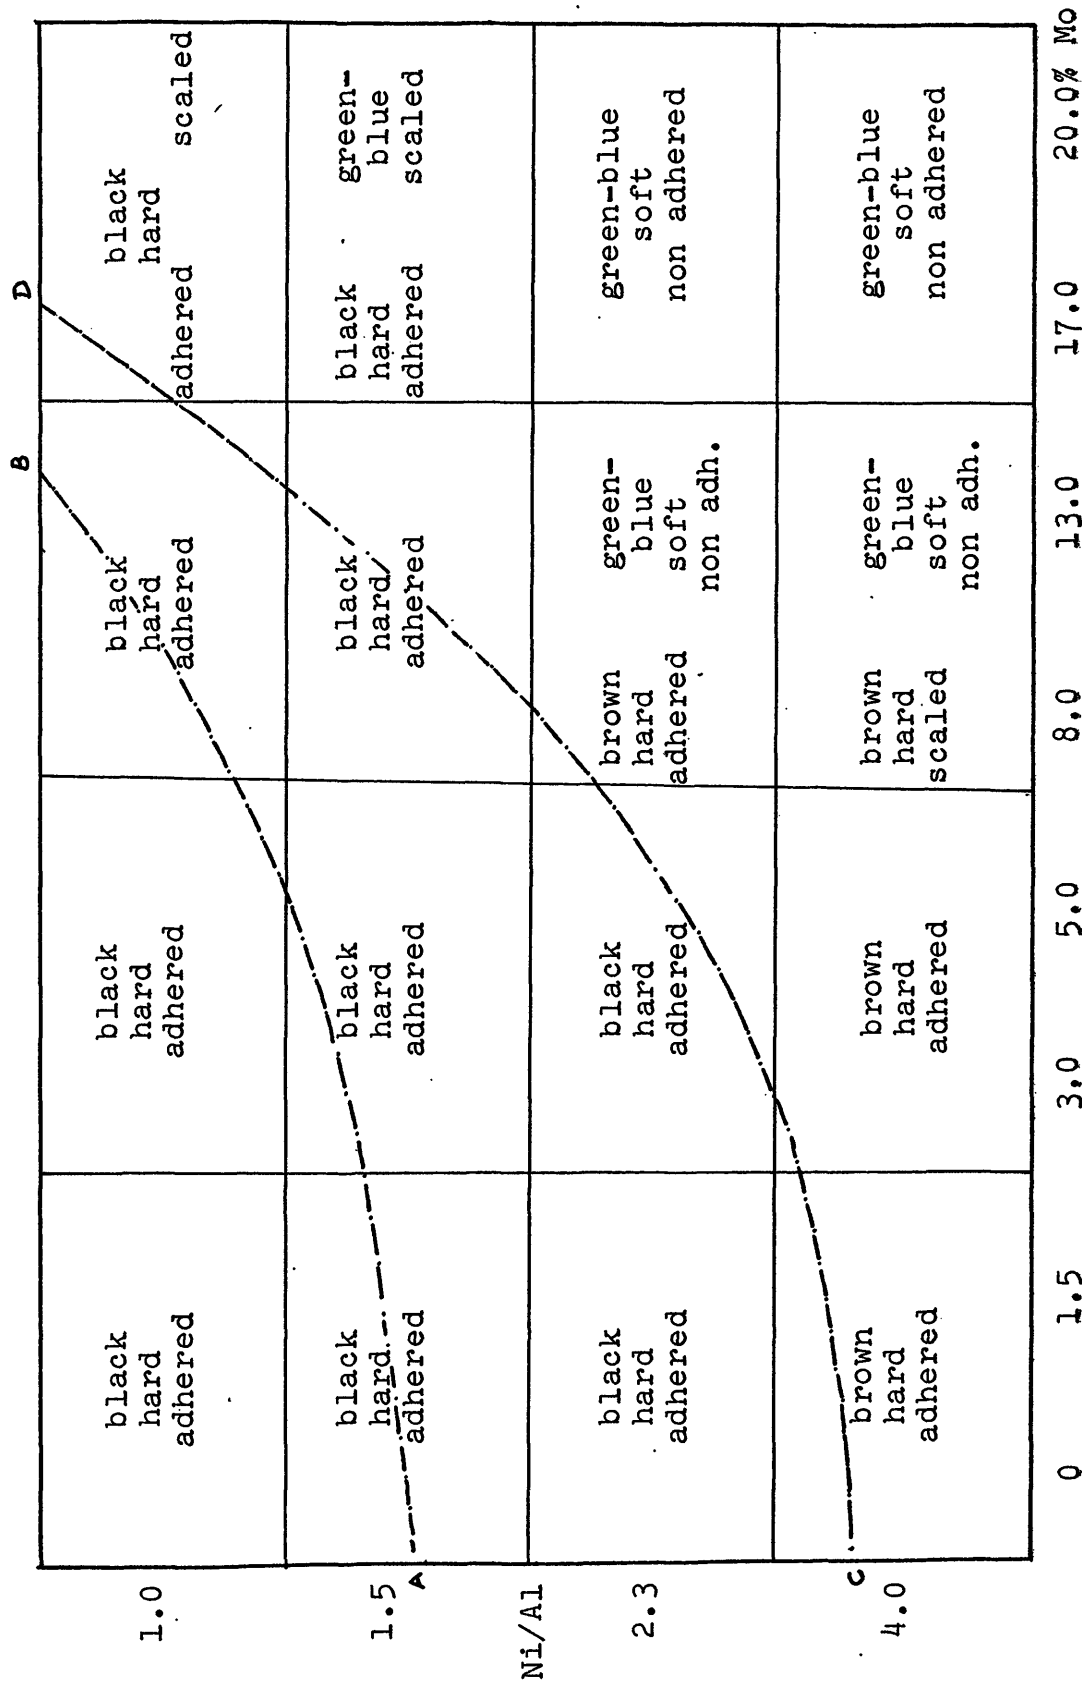 B
D
1.0
black
hard
adhered
black
hard
adhered
black
hard
adhered
black
hard
adhered scaled
1.5
A
black
hard
adhered
black
hard
adhered
black
hard
adhered
black
hard
adhered
green-
blue
scaled
Ni/Al
2.3
black
hard
adhered
black
hard
adhered
brown
hard
adhered
green-
blue
soft
non adh.
green-blue
soft
non adhered
C
4.0
brown
hard
adhered
brown
hard
adhered
brown
hard
scaled
green-
blue
soft
non adh.
green-blue
soft
non adhered
0 1.5 3.0 5.0 8.0 13.0 17.0 20.0% Mo